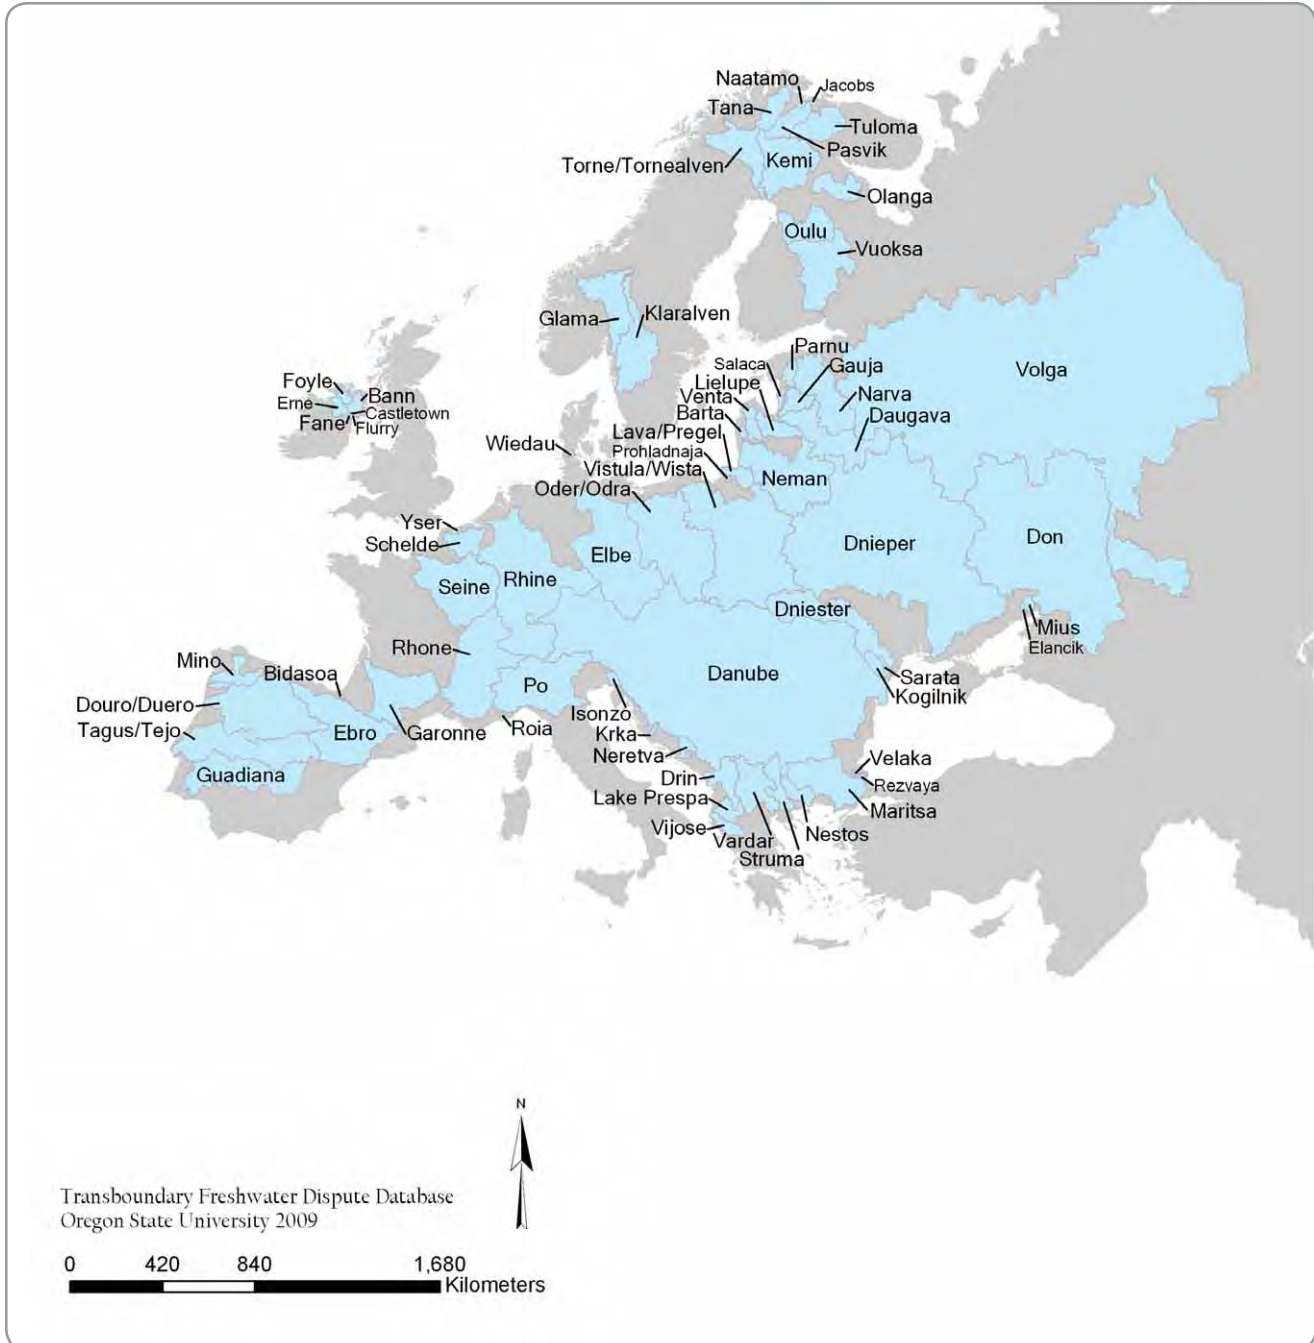 Naatamo
Jacobs
Tana
Tuloma
Pasvik
Torne/Tornealven
Kemi
Olanga
Oulu
Vuoksa
Glama
Klaralven
Parnu
Salaca
Gauja
Volga
Lielupe
Foyle
Bann
Venta
Narva
Erne
Castletown
Barta
Daugava
Fane
Flurry
Lava/Pregel
Wiedau
Prohladnaja
Vistula/Wista
Neman
Oder/Odra
Yser
Schelde
Elbe
Dnieper
Don
Seine
Rhine
Dniester
Mius
Rhone
Elancik
Mino
Bidasoa
Danube
Sarata
Po
Kogilnik
Douro/Duero
Isonzo
Tagus/Tejo
Ebro
Garonne
Roia
Krka
Neretva
Velaka
Guadiana
Drin
Rezvaya
Lake Prespa
Maritsa
Vijose
Vardar
Nestos
Struma
N
Transboundary Freshwater Dispute Database
Oregon State University 2009
0 420 840 1,680
Kilometers